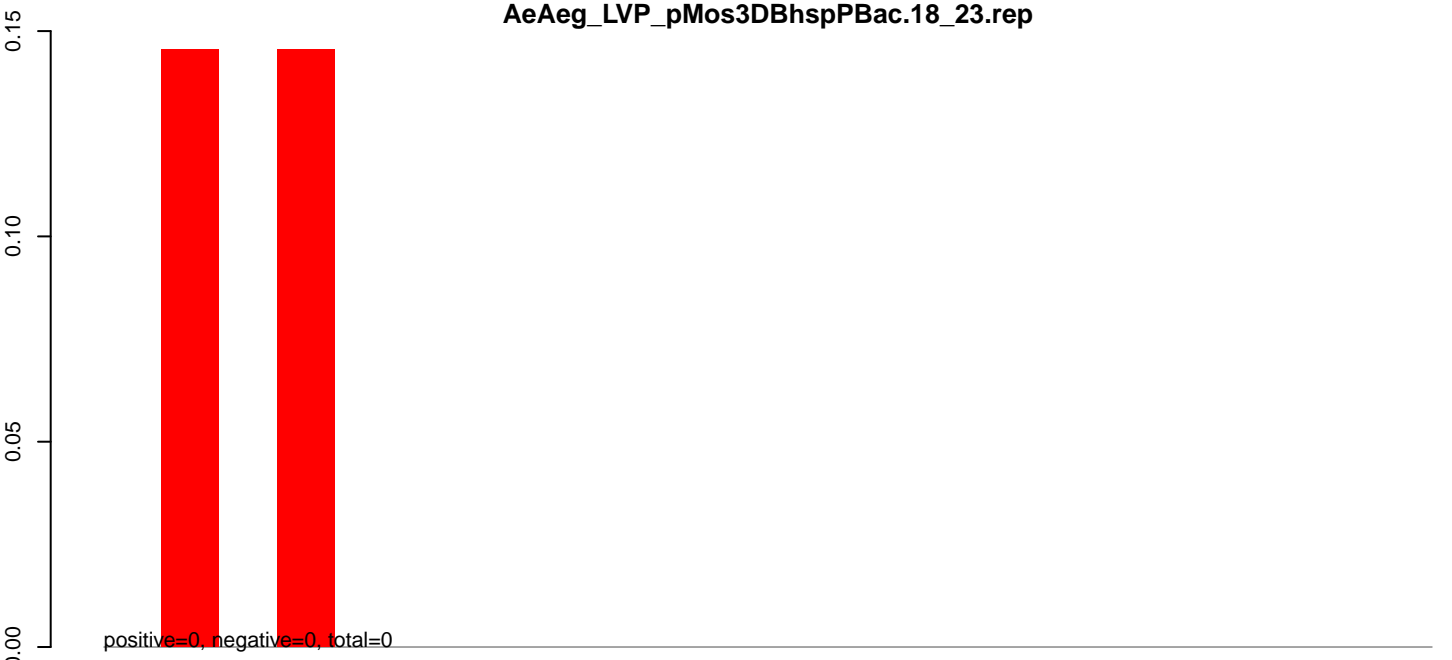 AeAeg_LVP_pMos3DBhspPBac.18_23.rep
0.15
0.10
0.05
0.00
positive=0, negative=0, total=0